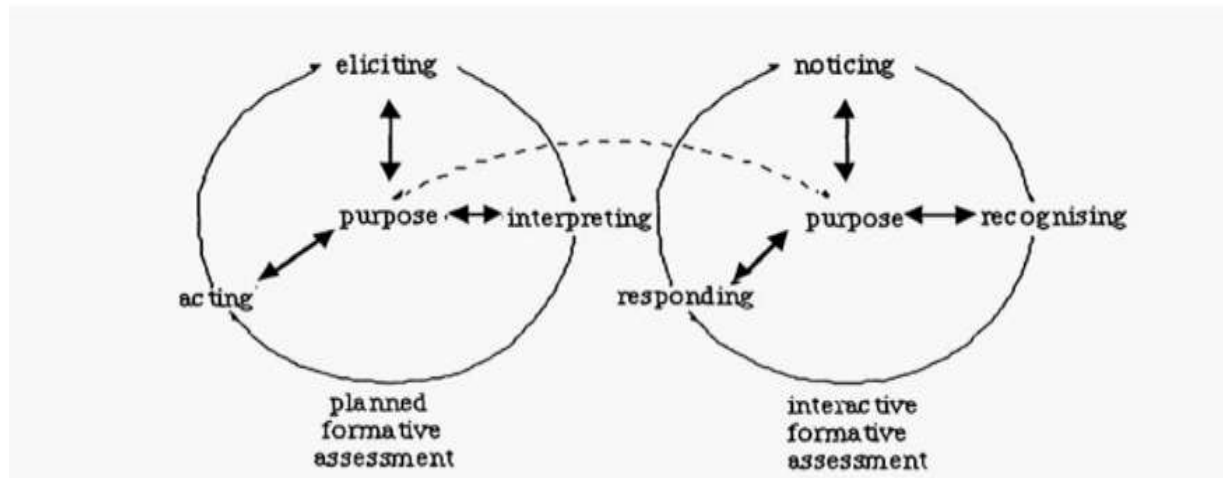 eliciting
noticing
purpose
interpreting
purpose
recognising
acting
responding
planned
formative
assessment
interactive
formative
assessment